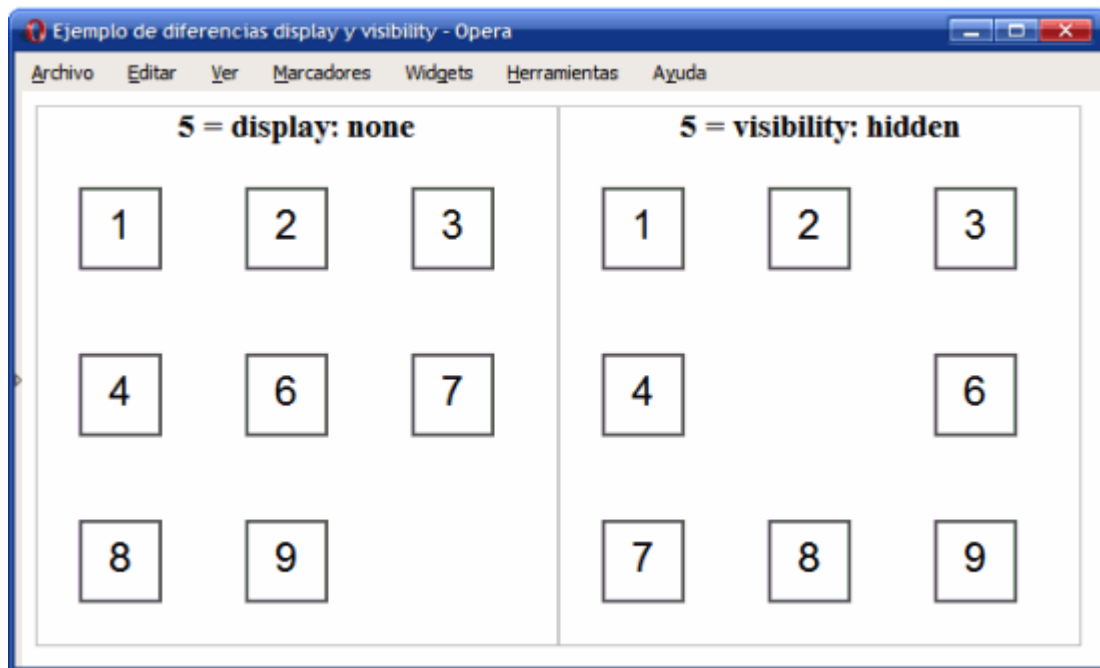 Ejemplo de diferencias display y visibility - Opera
Archivo Editar Ver Marcadores Widgets Herramientas Ayuda
5 = display: none
1 2 3
4 6 7
8 9
5 = visibility: hidden
1 2 3
4 6
7 8 9